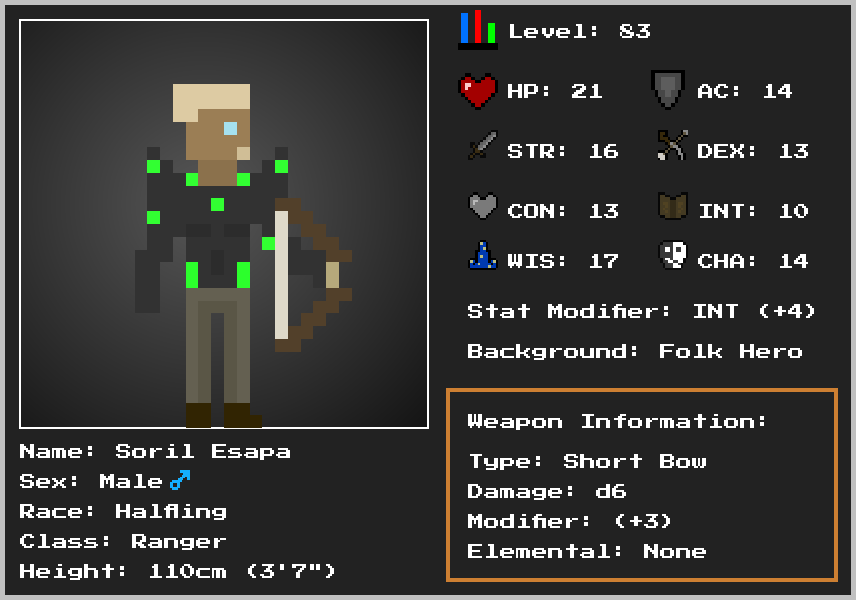 Level: 83
HP: 21
AC: 14
STR: 16
DEX: 13
CON: 13
INT: 10
WIS: 17
CHA: 14
Stat Modifier: INT (+4)
Background: Folk Hero
Weapon Information:
Type: Short Bow
Damage: d6
Modifier: (+3)
Elemental: None
Name: Soril Esapa
Sex: Male♂
Race: Halfling
Class: Ranger
Height: 110cm (3'7")